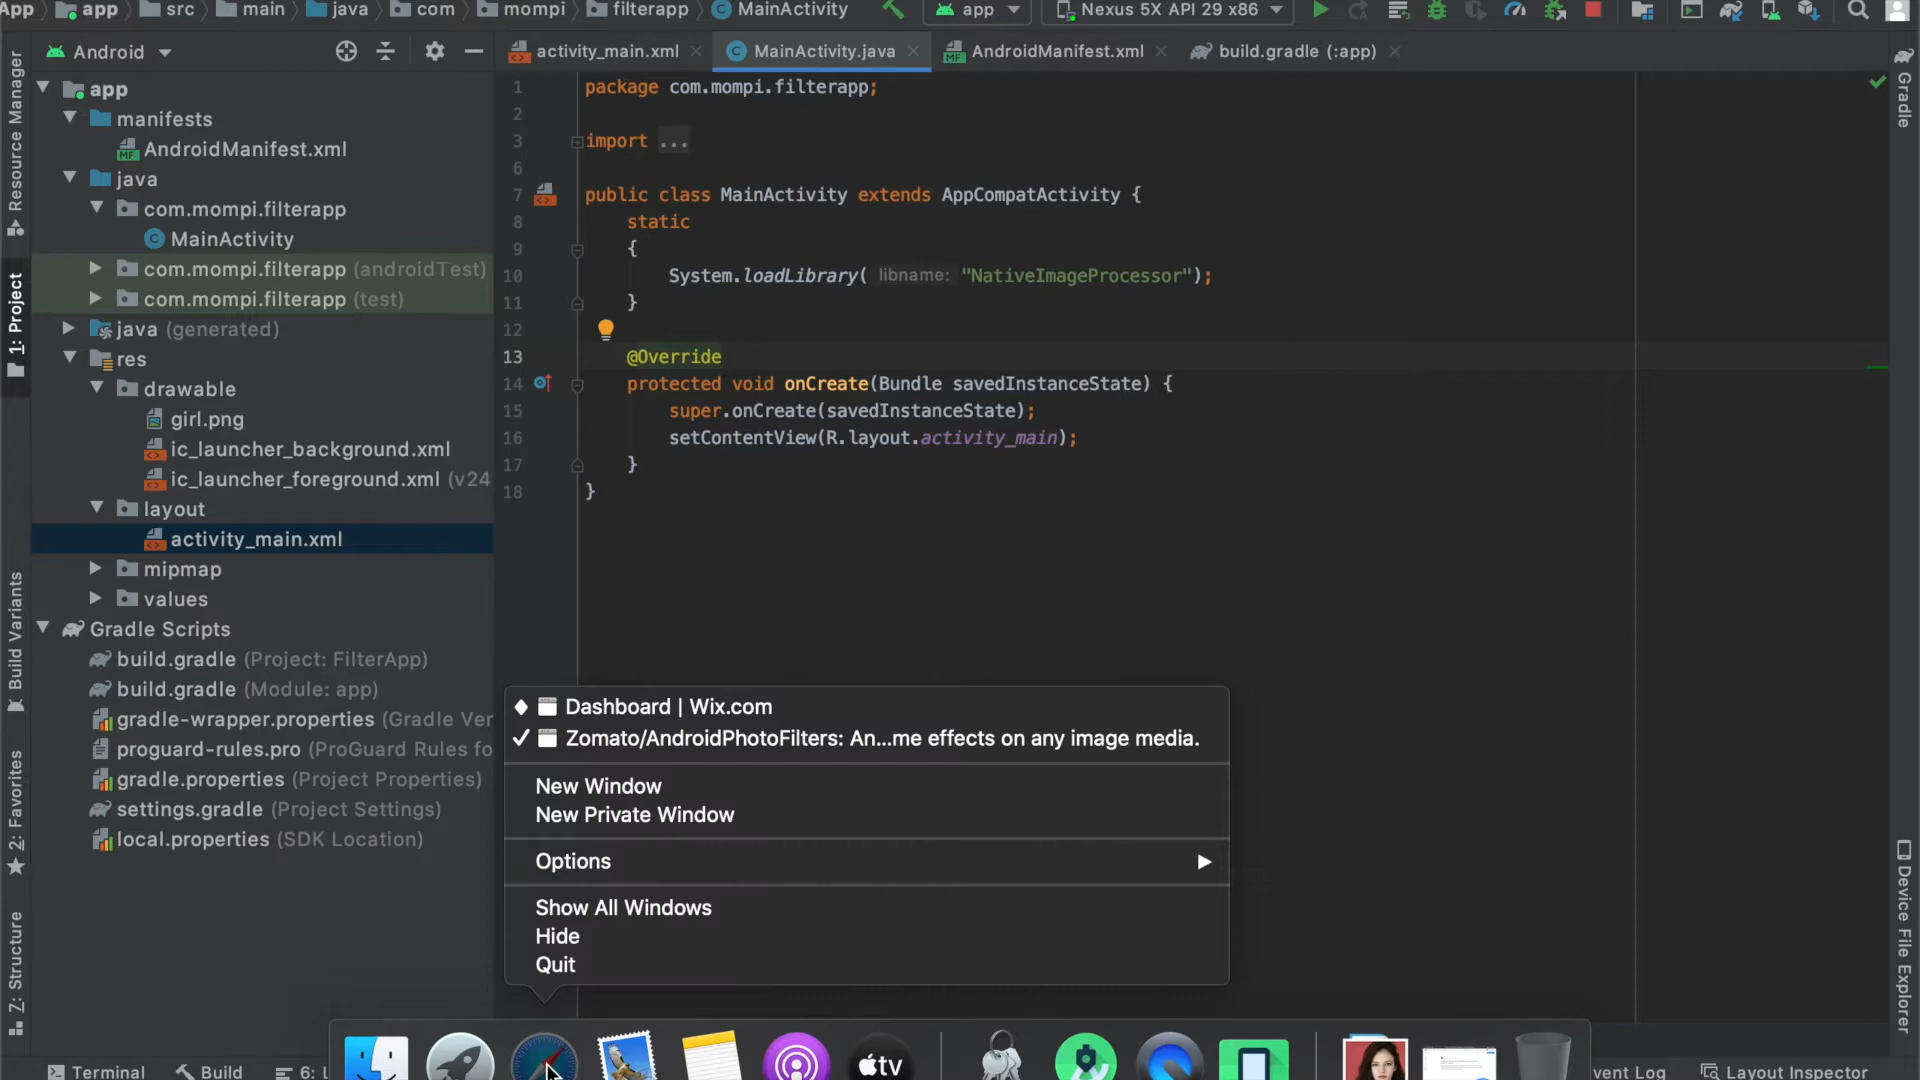 App app src main java com mompi filterapp MainActivity app Nexus 5X API 29 x86
Android
activity_main.xml MainActivity.java AndroidManifest.xml build.gradle (:app)
app
manifests
AndroidManifest.xml
java
com.mompi.filterapp
MainActivity
com.mompi.filterapp (androidTest)
com.mompi.filterapp (test)
java (generated)
res
drawable
girl.png
ic_launcher_background.xml
ic_launcher_foreground.xml (v24
layout
activity_main.xml
mipmap
values
Gradle Scripts
build.gradle (Project: FilterApp)
build.gradle (Module: app)
gradle-wrapper.properties (Gradle Ver
proguard-rules.pro (ProGuard Rules fo
gradle.properties (Project Properties)
settings.gradle (Project Settings)
local.properties (SDK Location)
1 package com.mompi.filterapp;
2
3 import ...
6
7 public class MainActivity extends AppCompatActivity {
8 static
9 {
10 System.loadLibrary( libname: "NativeImageProcessor");
11 }
12
13 @Override
14 protected void onCreate(Bundle savedInstanceState) {
15 super.onCreate(savedInstanceState);
16 setContentView(R.layout.activity_main);
17 }
18 }
Dashboard | Wix.com
Zomato/AndroidPhotoFilters: An...me effects on any image media.
New Window
New Private Window
Options
Show All Windows
Hide
Quit
Resource Manager
1: Project
Build Variants
2: Favorites
Z: Structure
Gradle
Device File Explorer
tv
Terminal Build 6: L vent Log Layout Inspector